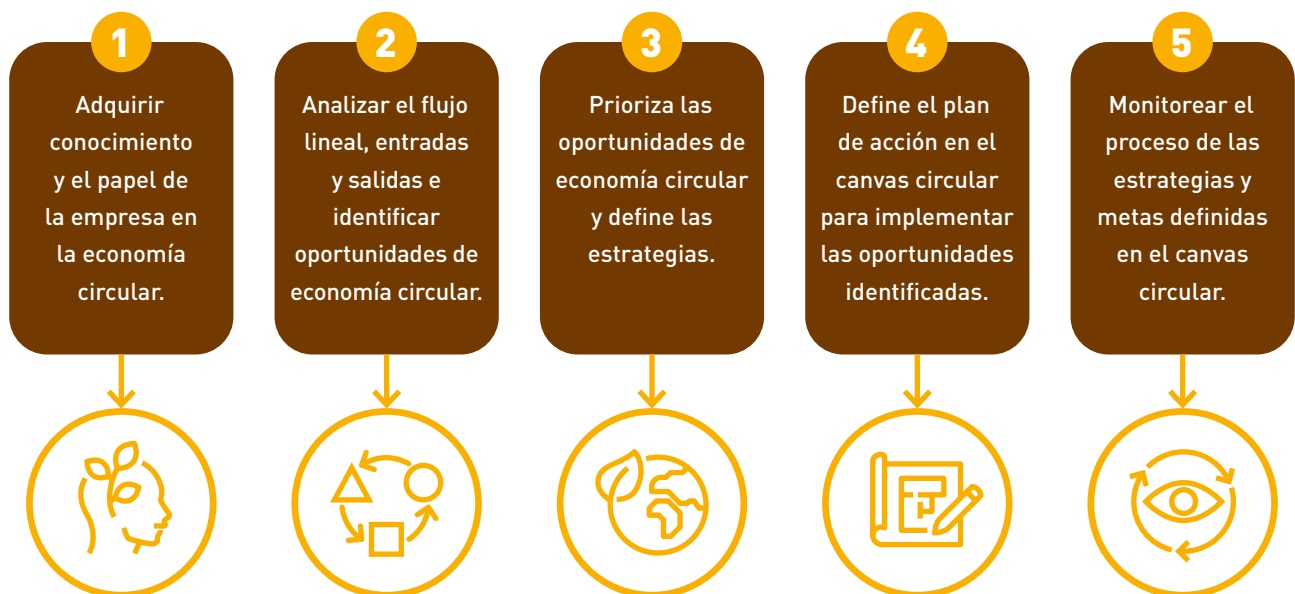 1
Adquirir
conocimiento
y el papel de
la empresa en
la economía
circular.
2
Analizar el flujo
lineal, entradas
y salidas e
identificar
oportunidades de
economía circular.
3
Prioriza las
oportunidades de
economía circular
y define las
estrategias.
4
Define el plan
de acción en el
canvas circular
para implementar
las oportunidades
identificadas.
5
Monitorear el
proceso de las
estrategias y
metas definidas
en el canvas
circular.